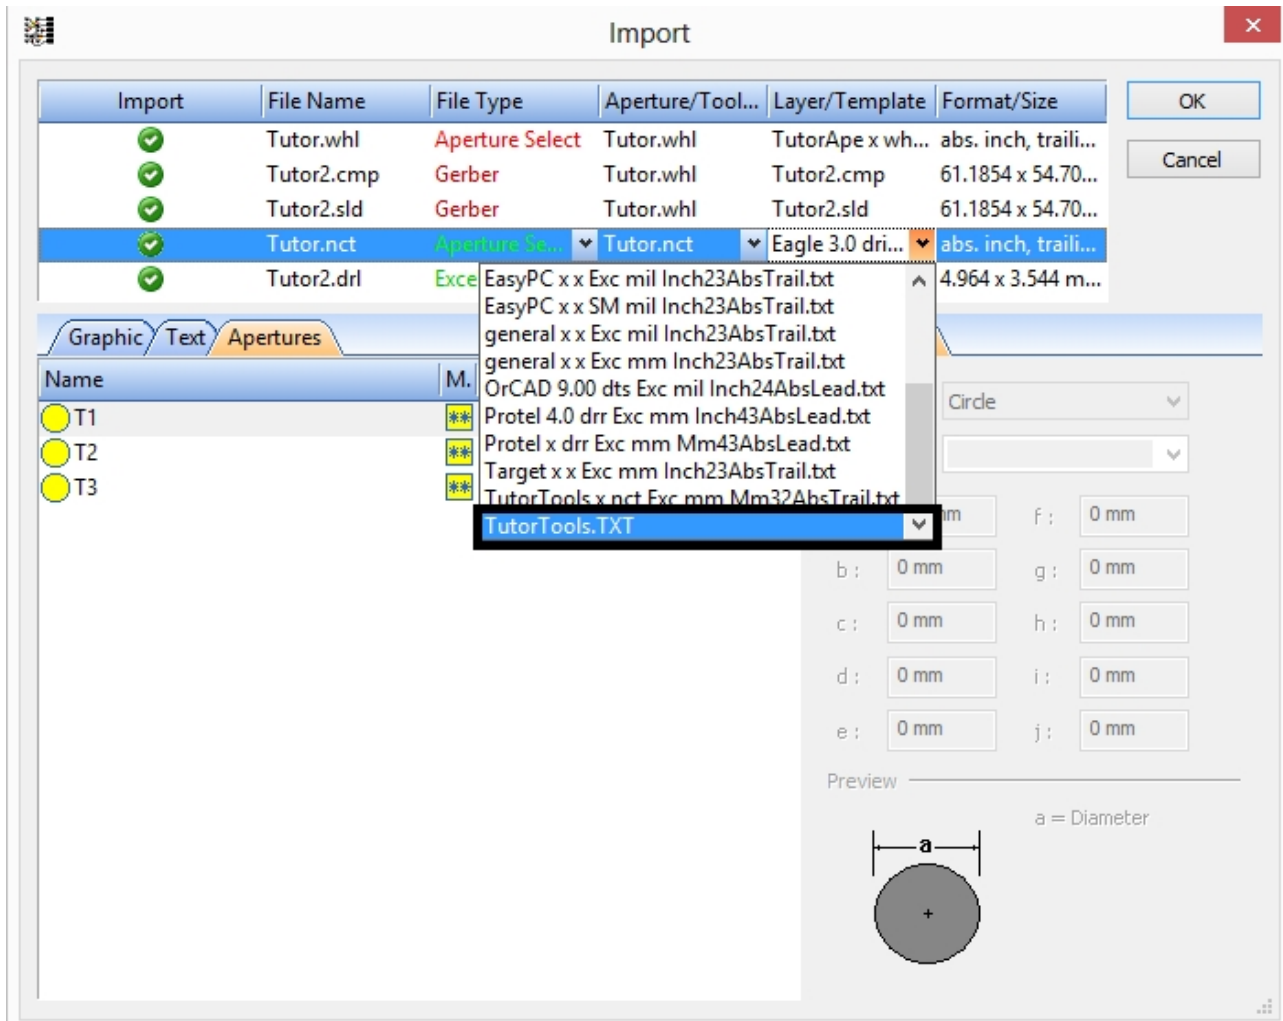 Import
Import File Name File Type Aperture/Tool... Layer/Template Format/Size OK
Tutor.whl Aperture Select Tutor.whl TutorApe x wh... abs. inch, traili...
Cancel
Tutor2.cmp Gerber Tutor.whl Tutor2.cmp 61.1854 x 54.70...
Tutor2.sld Gerber Tutor.whl Tutor2.sld 61.1854 x 54.70...
Tutor.nct Aperture Se... Tutor.nct Eagle 3.0 dri... abs. inch, traili...
Tutor2.drl Exce 4.964 x 3.544 m...
EasyPC x x Exc mil Inch23AbsTrail.txt
EasyPC x x SM mil Inch23AbsTrail.txt
general x x Exc mil Inch23AbsTrail.txt
general x x Exc mm Inch23AbsTrail.txt
OrCAD 9.00 dts Exc mil Inch24AbsLead.txt
Protel 4.0 drr Exc mm Inch43AbsLead.txt
Protel x drr Exc mm Mm43AbsLead.txt
Target x x Exc mm Inch23AbsTrail.txt
TutorTools x nct Exc mm Mm32AbsTrail.txt
TutorTools.TXT
Graphic Text Apertures
Name M.
T1 **
T2 **
T3 **
Circle
mm f : 0 mm
b : 0 mm g : 0 mm
c : 0 mm h : 0 mm
d : 0 mm i : 0 mm
e : 0 mm j : 0 mm
Preview
a = Diameter
a